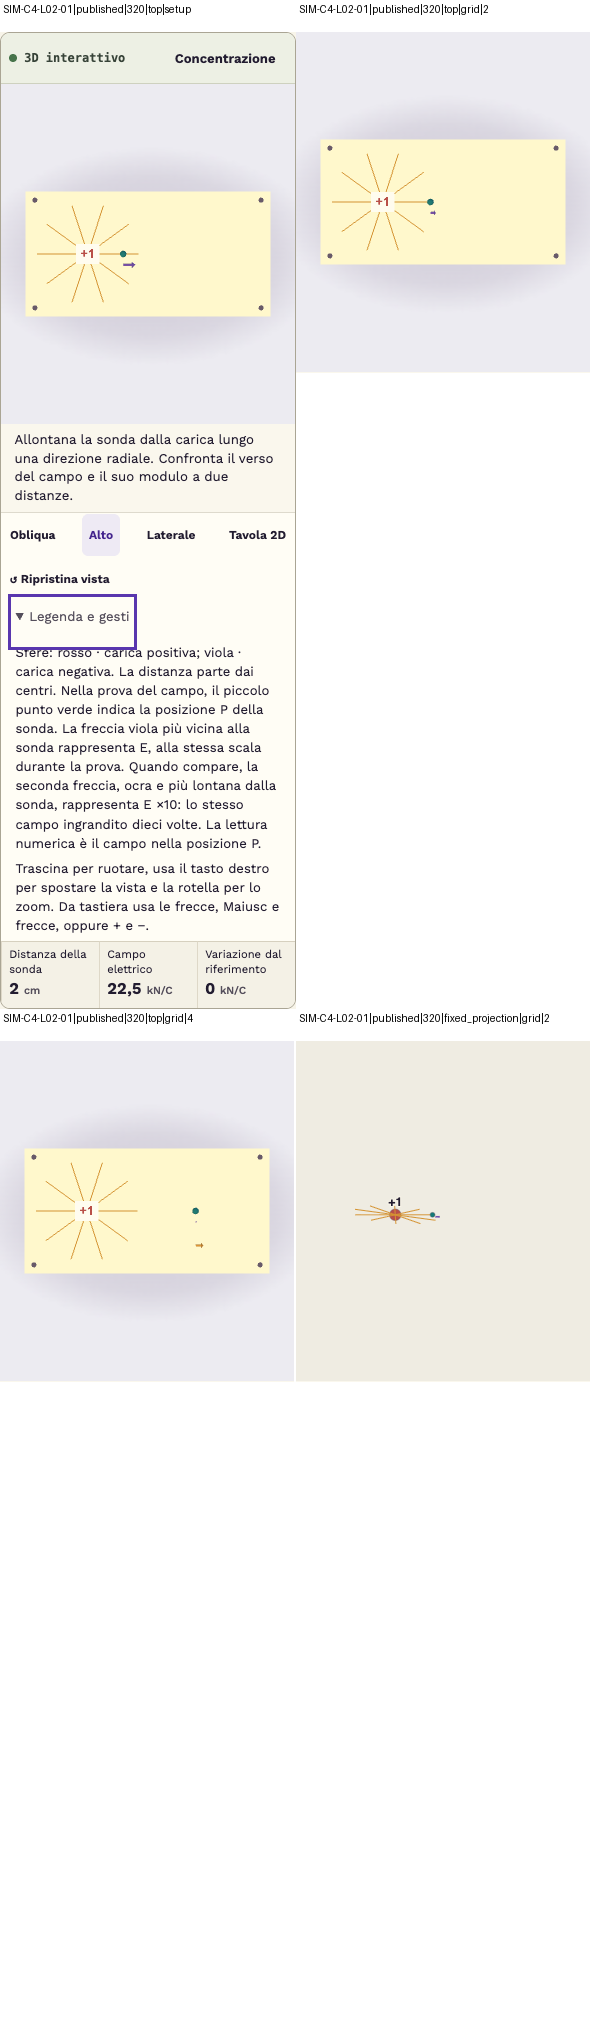 SIM-C4-L02-01|published|320|top|setup
SIM-C4-L02-01|published|320|top|grid|2
3D interattivo
Concentrazione
+1
+1
Allontana la sonda dalla carica lungo
una direzione radiale. Confronta il verso
del campo e il suo modulo a due
distanze.
Obliqua Alto Laterale Tavola 2D
↺ Ripristina vista
▼ Legenda e gesti
Sfere: rosso · carica positiva; viola ·
carica negativa. La distanza parte dai
centri. Nella prova del campo, il piccolo
punto verde indica la posizione P della
sonda. La freccia viola più vicina alla
sonda rappresenta E, alla stessa scala
durante la prova. Quando compare, la
seconda freccia, ocra e più lontana dalla
sonda, rappresenta E ×10: lo stesso
campo ingrandito dieci volte. La lettura
numerica è il campo nella posizione P.
Trascina per ruotare, usa il tasto destro
per spostare la vista e la rotella per lo
zoom. Da tastiera usa le frecce, Maiusc e
frecce, oppure + e −.
Distanza della
sonda
2 cm
Campo
elettrico
22,5 kN/C
Variazione dal
riferimento
0 kN/C
SIM-C4-L02-01|published|320|top|grid|4
SIM-C4-L02-01|published|320|fixed_projection|grid|2
+1
+1